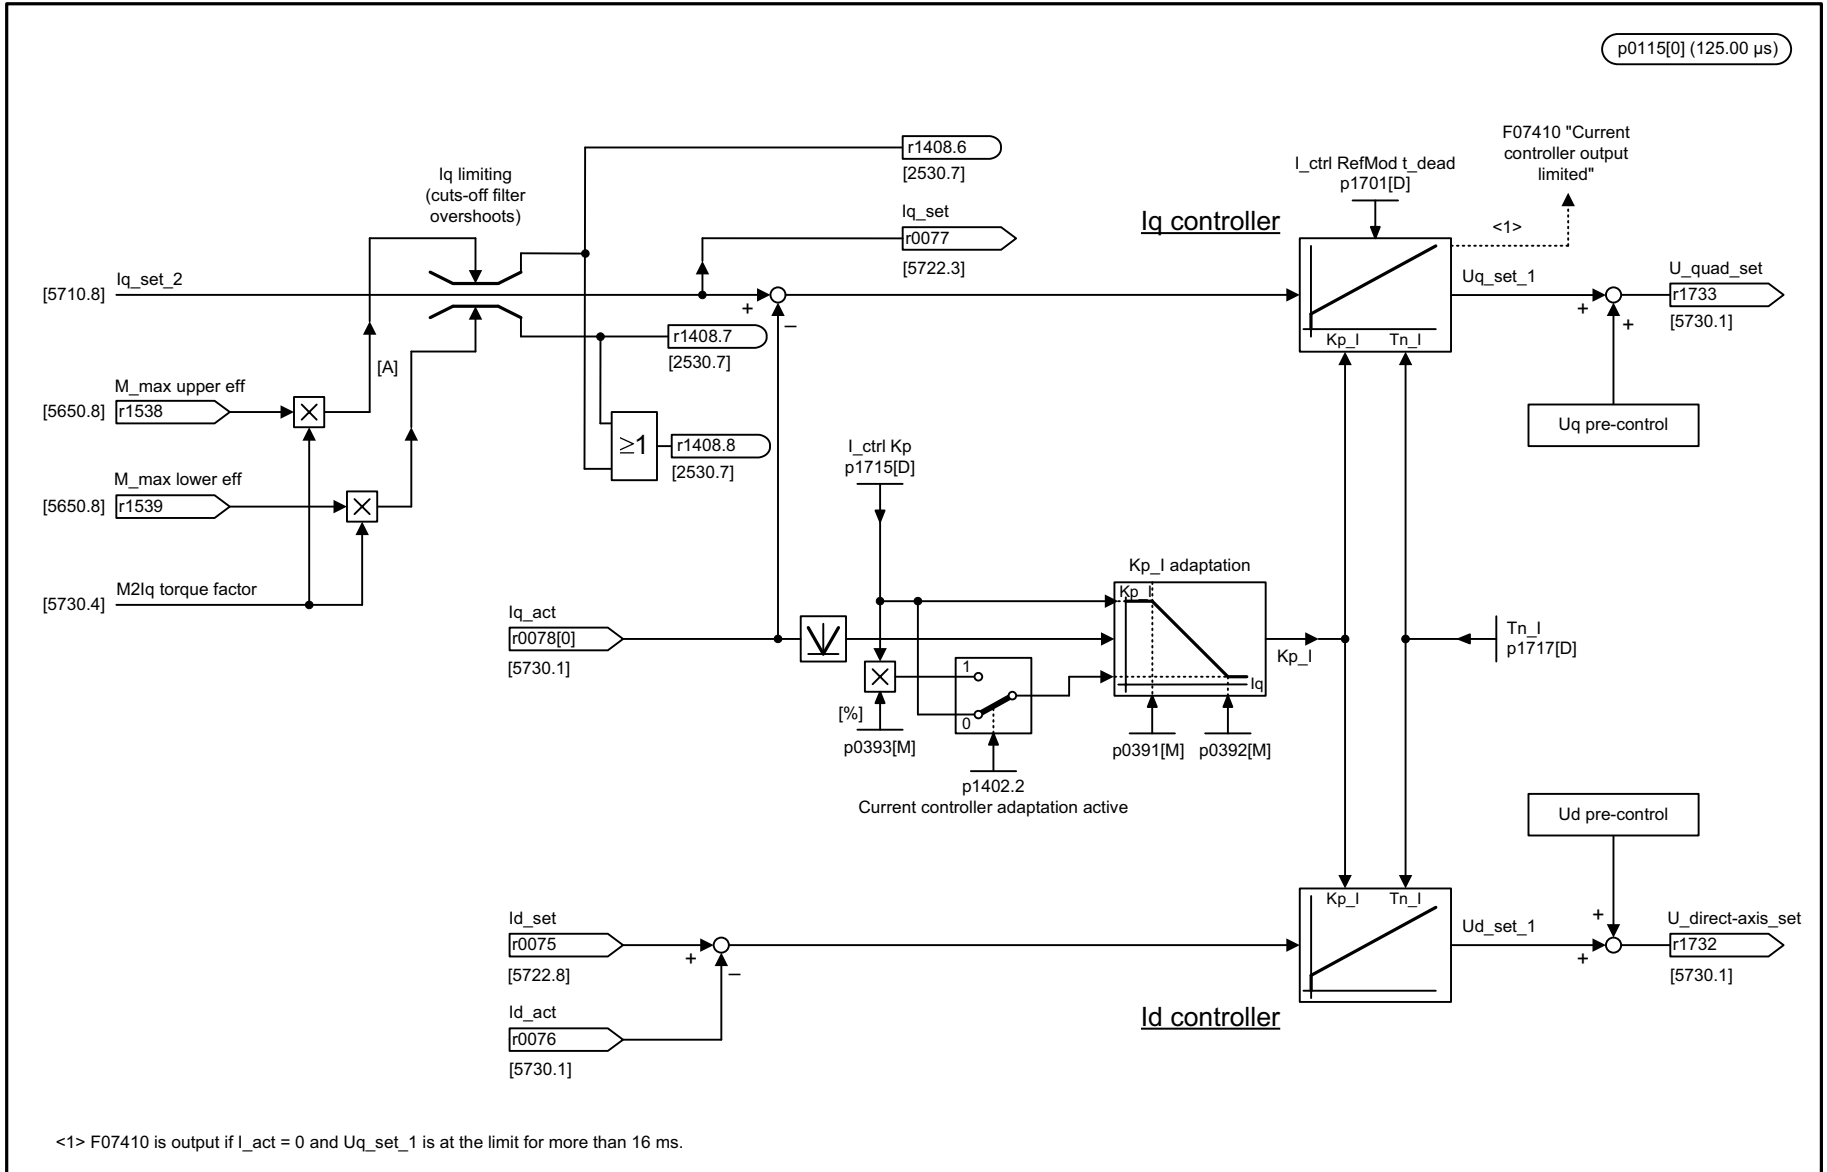 p0115[0] (125.00 µs)
F07410 "Current
controller output
limited"
r1408.6
[2530.7]
I_ctrl RefMod t_dead
p1701[D]
Iq limiting
(cuts-off filter
overshoots)
Iq_set
r0077
[5722.3]
Iq controller
<1>
[5710.8]
Iq_set_2
+
–
Kp_I
Tn_I
Uq_set_1
+
+
U_quad_set
r1733
[5730.1]
r1408.7
[2530.7]
[A]
M_max upper eff
[5650.8]
r1538
×
Uq pre-control
≥1
r1408.8
[2530.7]
I_ctrl Kp
p1715[D]
M_max lower eff
[5650.8]
r1539
×
M2Iq torque factor
[5730.4]
Kp_I adaptation
Kp_I
Iq
Iq_act
r0078[0]
[5730.1]
Kp_I
Tn_I
p1717[D]
×
1
0
[%]
p0393[M]
p0391[M]
p0392[M]
p1402.2
Current controller adaptation active
Ud pre-control
Id_set
r0075
[5722.8]
+
–
Kp_I
Tn_I
Ud_set_1
+
+
U_direct-axis_set
r1732
[5730.1]
Id_act
r0076
[5730.1]
Id controller
<1> F07410 is output if I_act = 0 and Uq_set_1 is at the limit for more than 16 ms.